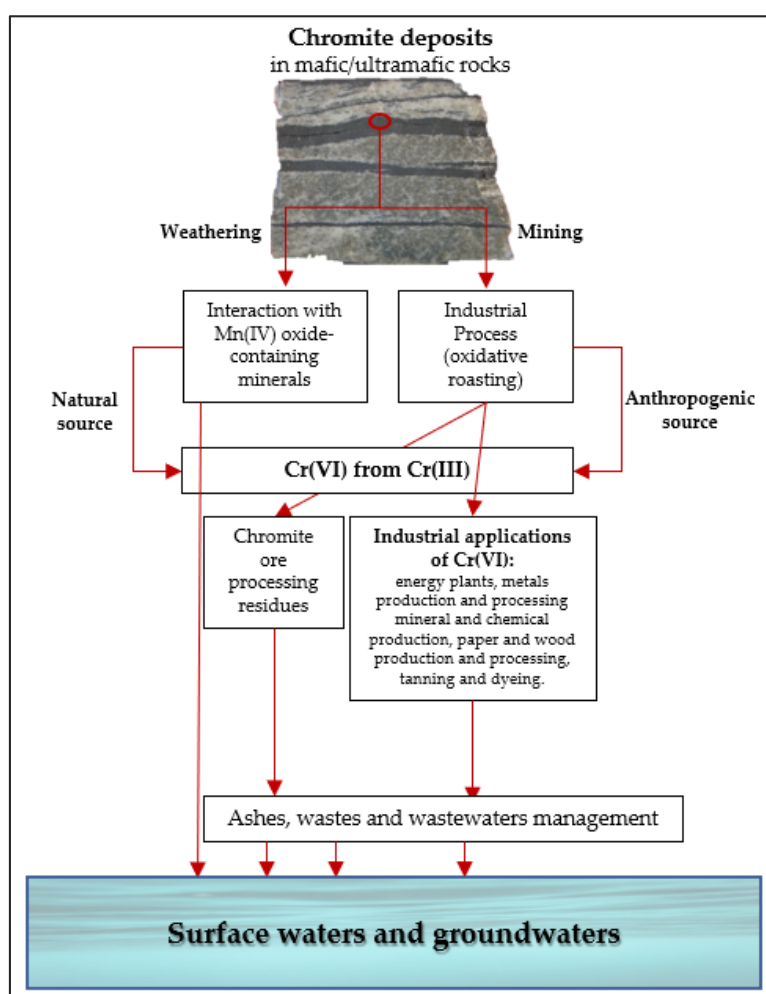 Chromite deposits
in mafic/ultramafic rocks
Weathering
Mining
Interaction with
Mn(IV) oxide-
containing
minerals
Industrial
Process
(oxidative
roasting)
Natural
source
Anthropogenic
source
Cr(VI) from Cr(III)
Chromite
ore
processing
residues
Industrial applications
of Cr(VI):
energy plants, metals
production and processing
mineral and chemical
production, paper and wood
production and processing,
tanning and dyeing.
Ashes, wastes and wastewaters management
Surface waters and groundwaters